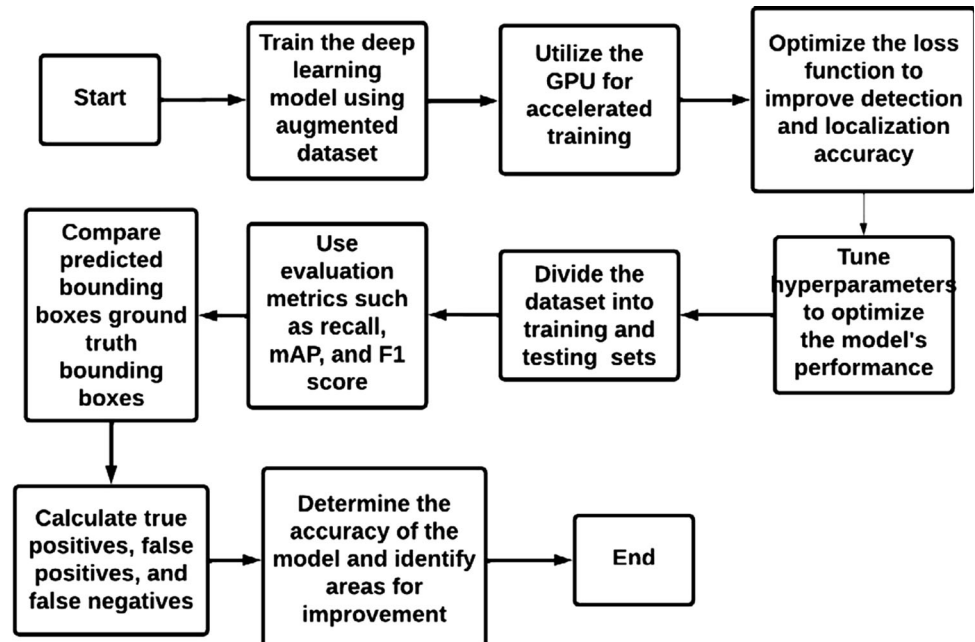 Start
Train the deep
learning
model using
augmented
dataset
Utilize the
GPU for
accelerated
training
Optimize the loss
function to
improve detection
and localization
accuracy
Tune
hyperparameters
to optimize
the model's
performance
Divide the
dataset into
training and
testing sets
Use
evaluation
metrics such
as recall,
mAP, and F1
score
Compare
predicted
bounding
boxes ground
truth
bounding
boxes
Calculate true
positives, false
positives, and
false negatives
Determine the
accuracy of the
model and identify
areas for
improvement
End